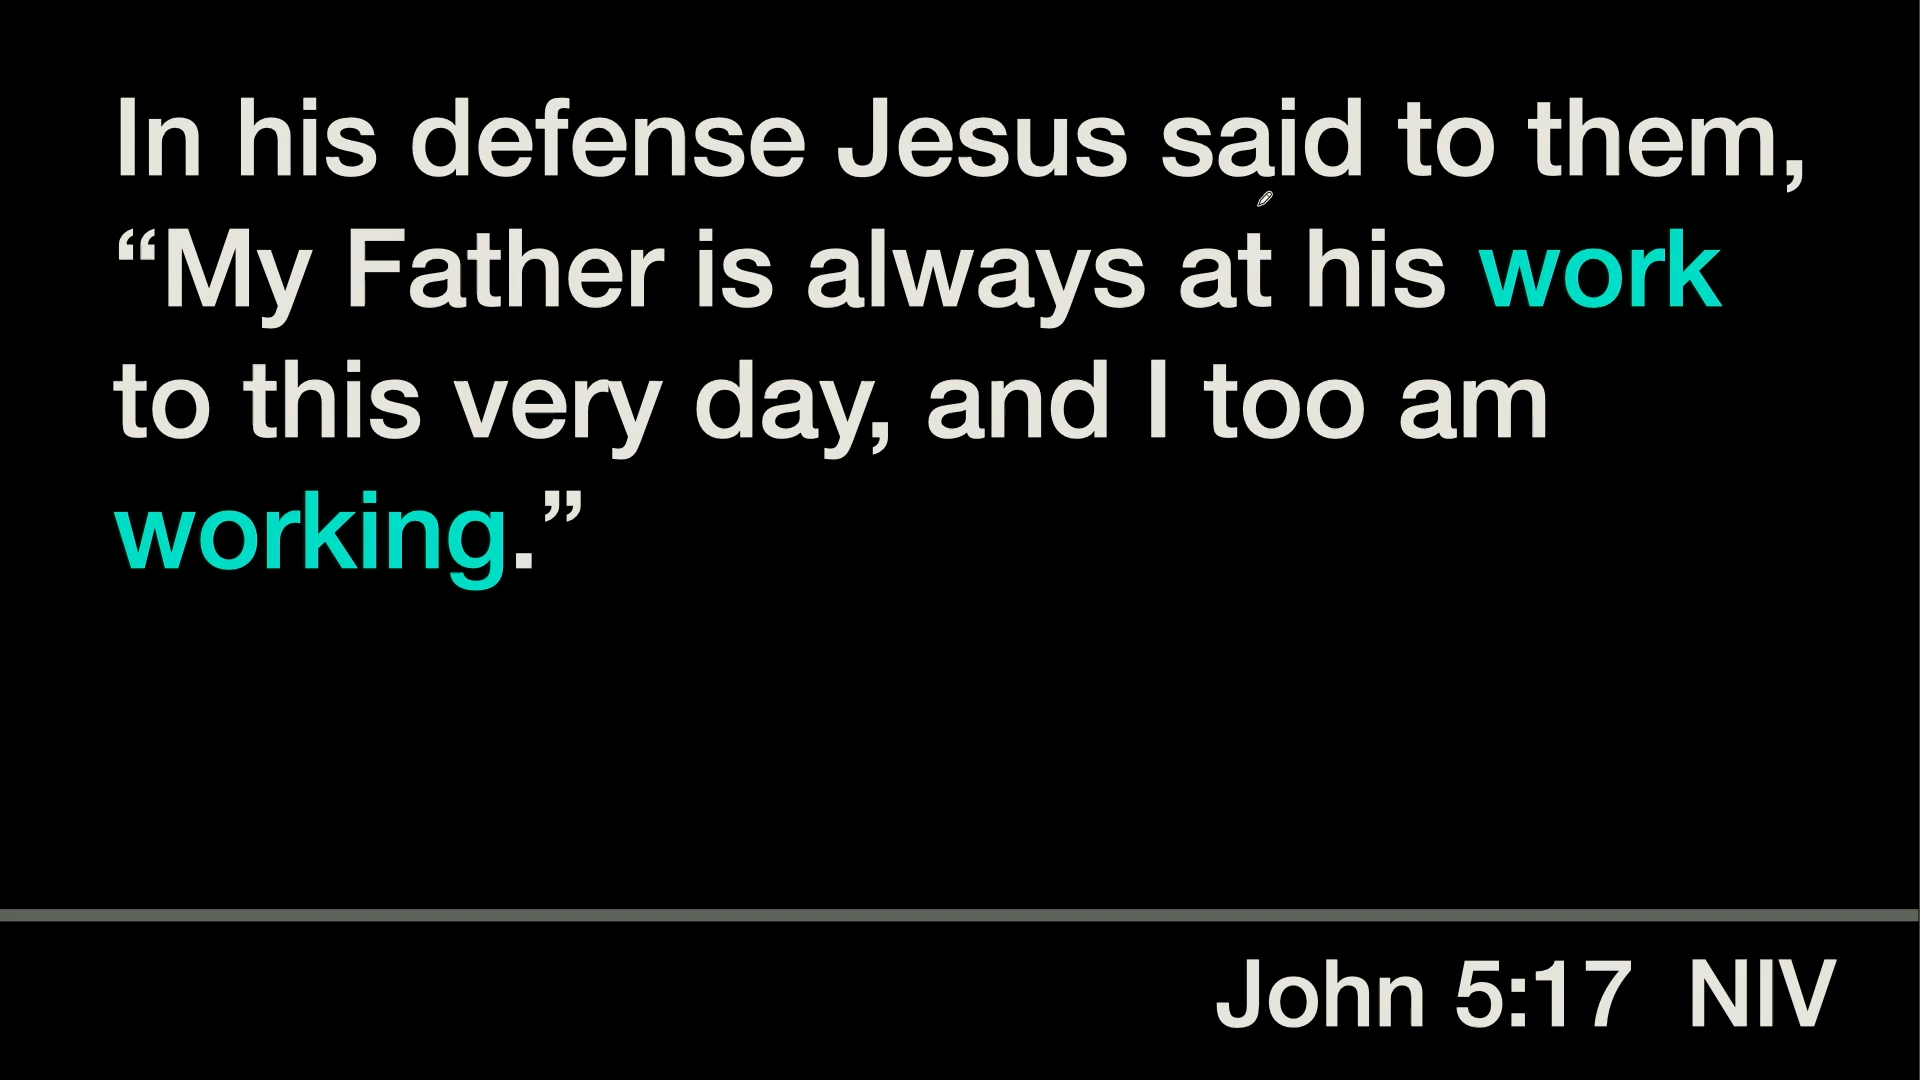 In his defense Jesus said to them,
“My Father is always at his work
to this very day, and I too am
working.”
John 5:17 NIV